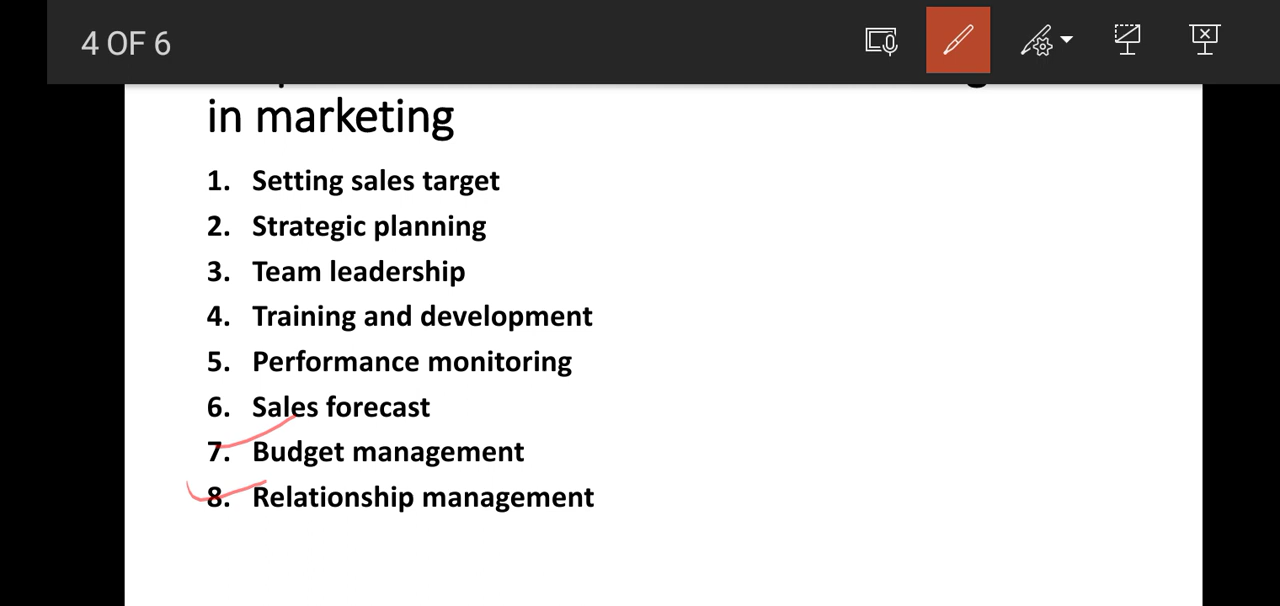 4 OF 6
in marketing
1. Setting sales target
2. Strategic planning
3. Team leadership
4. Training and development
5. Performance monitoring
6. Sales forecast
7. Budget management
8. Relationship management